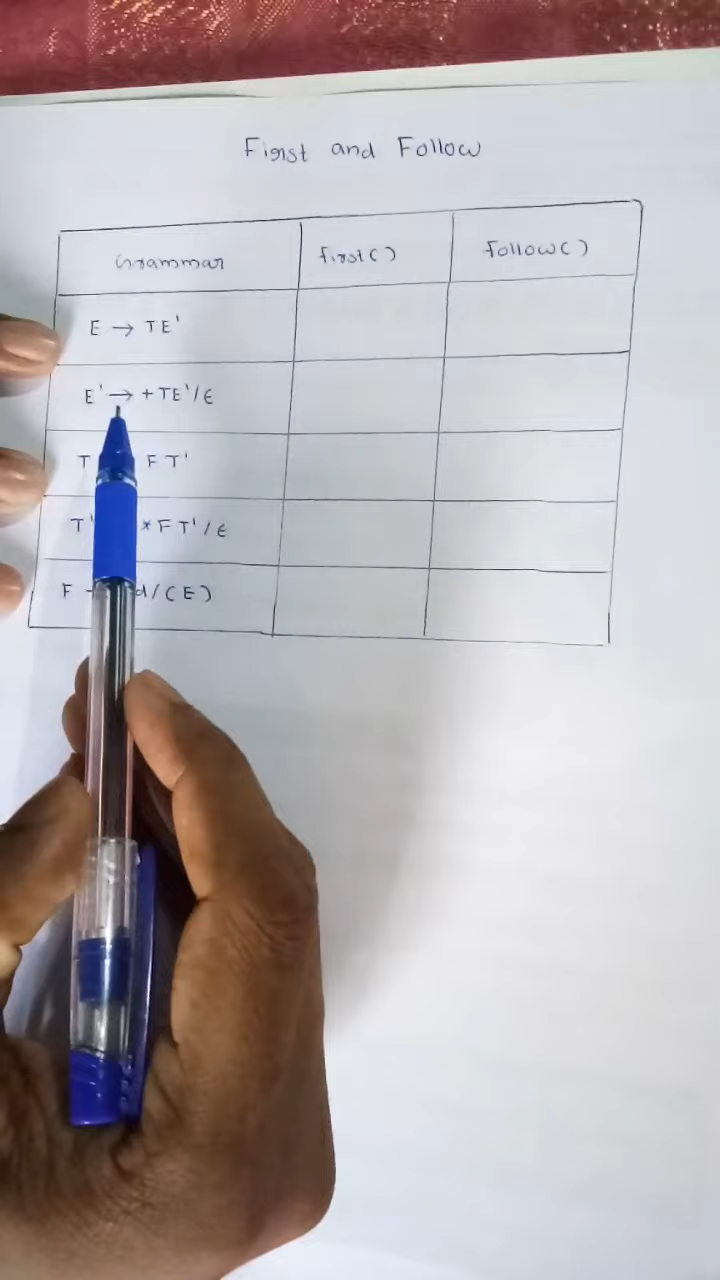 First and Follow
Grammar first() follow()
E → TE'
E' → +TE'/ε
T FT'
T' *FT'/ε
F d/(E)